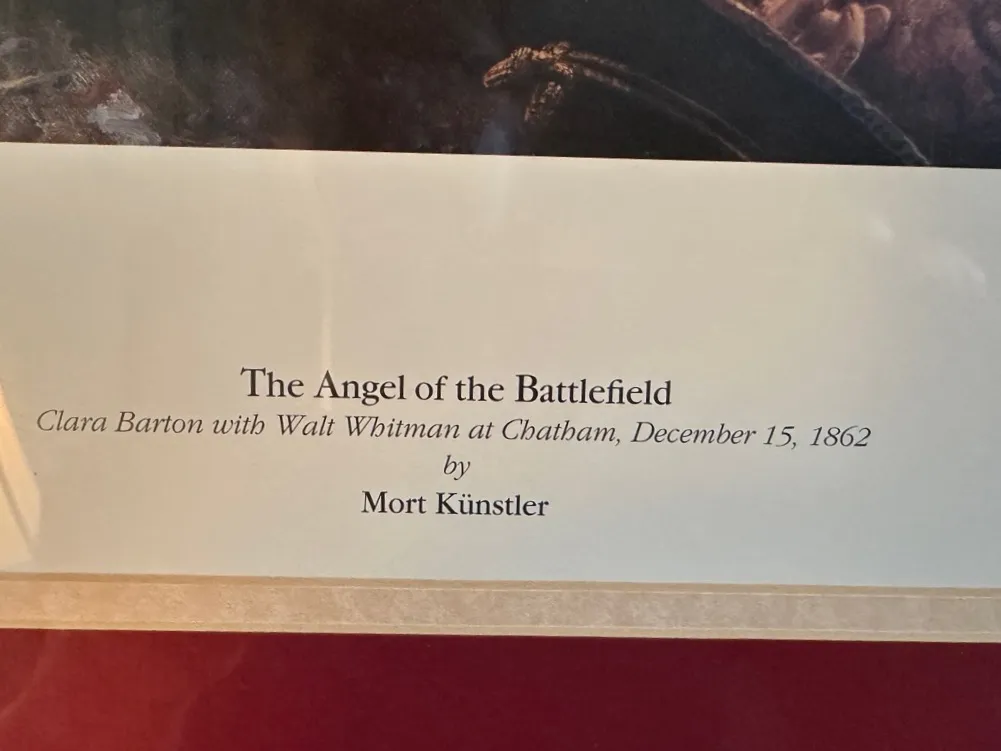 The Angel of the Battlefield
Clara Barton with Walt Whitman at Chatham, December 15, 1862
by
Mort Künstler